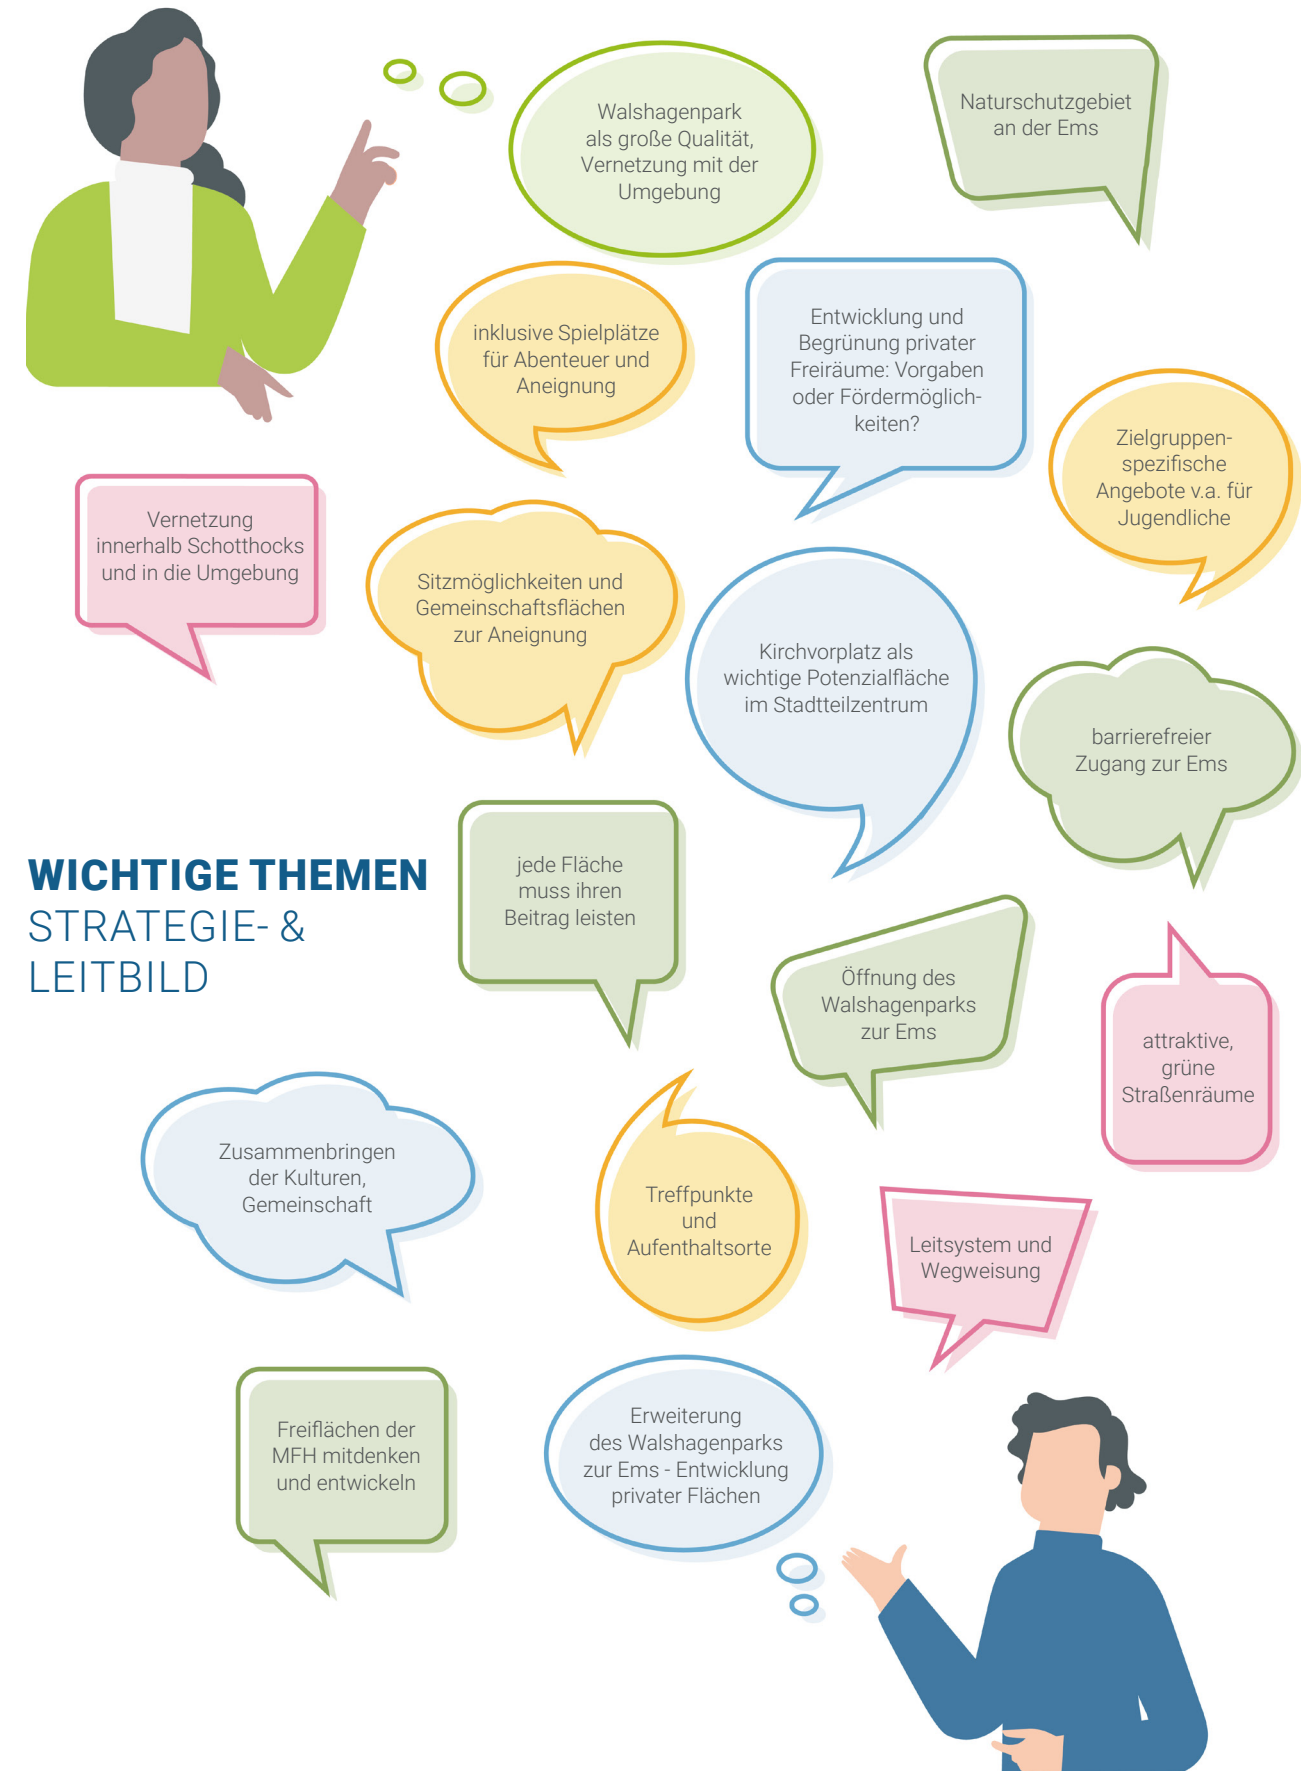 Walshagenpark
als große Qualität,
Vernetzung mit der
Umgebung
Naturschutzgebiet
an der Ems
inklusive Spielplätze
für Abenteuer und
Aneignung
Entwicklung und
Begrünung privater
Freiräume: Vorgaben
oder Fördermöglich-
keiten?
Zielgruppen-
spezifische
Angebote v.a. für
Jugendliche
Vernetzung
innerhalb Schotthocks
und in die Umgebung
Sitzmöglichkeiten und
Gemeinschaftsflächen
zur Aneignung
Kirchvorplatz als
wichtige Potenzialfläche
im Stadtteilzentrum
barrierefreier
Zugang zur Ems
WICHTIGE THEMEN
STRATEGIE- &
LEITBILD
jede Fläche
muss ihren
Beitrag leisten
Öffnung des
Walshagenparks
zur Ems
attraktive,
grüne
Straßenräume
Zusammenbringen
der Kulturen,
Gemeinschaft
Treffpunkte
und
Aufenthaltsorte
Leitsystem und
Wegweisung
Freiflächen der
MFH mitdenken
und entwickeln
Erweiterung
des Walshagenparks
zur Ems - Entwicklung
privater Flächen